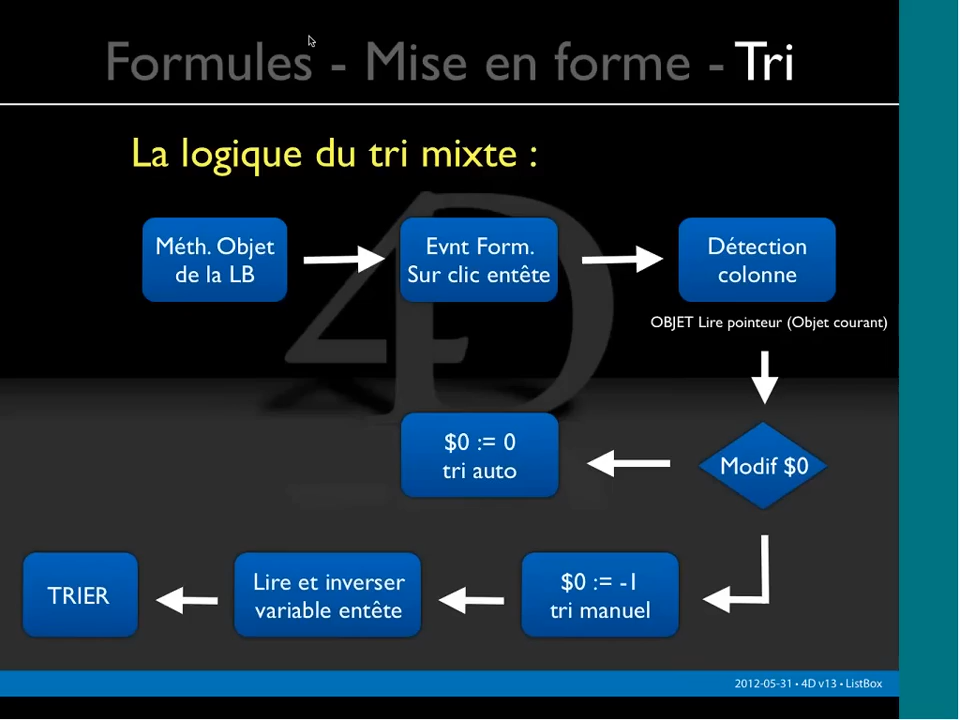 Formules - Mise en forme - Tri
La logique du tri mixte :
Méth. Objet
de la LB
Evnt Form.
Sur clic entête
Détection
colonne
OBJET Lire pointeur (Objet courant)
4D
$0 := 0
tri auto
Modif $0
TRIER
Lire et inverser
variable entête
$0 := -1
tri manuel
2012-05-31 • 4D v13 • ListBox